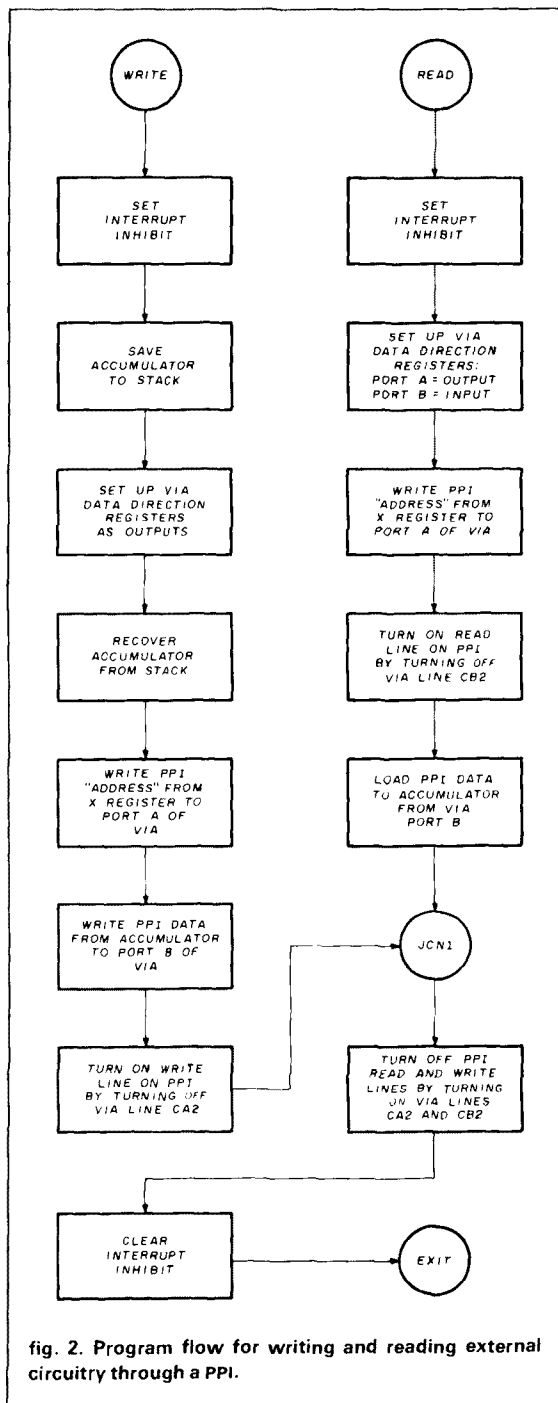 WRITE
SET
INTERRUPT
INHIBIT
SAVE
ACCUMULATOR
TO STACK
SET UP VIA
DATA DIRECTION
REGISTERS
AS OUTPUTS
RECOVER
ACCUMULATOR
FROM STACK
WRITE PPI
"ADDRESS" FROM
X REGISTER TO
PORT A OF
VIA
WRITE PPI DATA
FROM ACCUMULATOR
TO PORT B OF
VIA
TURN ON WRITE
LINE ON PPI
BY TURNING OFF
VIA LINE CA2
READ
SET
INTERRUPT
INHIBIT
SET UP VIA
DATA DIRECTION
REGISTERS:
PORT A = OUTPUT
PORT B = INPUT
WRITE PPI
"ADDRESS" FROM
X REGISTER TO
PORT A OF VIA
TURN ON READ
LINE ON PPI
BY TURNING OFF
VIA LINE CB2
LOAD PPI DATA
TO ACCUMULATOR
FROM VIA
PORT B
JCN1
TURN OFF PPI
READ AND WRITE
LINES BY TURNING
ON VIA LINES
CA2 AND CB2
CLEAR
INTERRUPT
INHIBIT
EXIT
fig. 2. Program flow for writing and reading external
circuitry through a PPI.